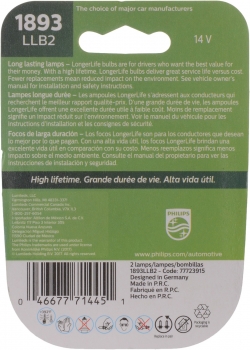 The choice of major car manufacturers
1893
LLB2
14 V
Long lasting lamps – LongerLife bulbs are for drivers who want the best value for
their money. With a high lifetime, LongerLife bulbs deliver great service life versus cost.
Fewer replacements mean reduced impact on the environment. See vehicle owner's
manual for installation and safety instructions.
Lampes longue durée – Les ampoules LongerLife s'adressent aux conducteurs qui
recherchent le meilleur rapport qualité-prix. D'une durée de vie élevée, les ampoules
LongerLife offrent une excellente durée utile à faible coût. Moins de remplacement
signifie un impact réduit sur l'environnement. Voir le manual du véhicule pour les
instructions d'installation et les consignes de sécurité.
Focos de larga duración – Los focos LongerLife son para los conductores que desean
lo mejor por lo que pagan. Con una alta vida útil, los focos LongerLife brindan
excelente vida en comparación con su costo. Menos reemplazos significan menos
Impacto sobre el medio ambiente. Consulte el manual del propietario para ver las
instrucciones de instalación y seguridad.
High lifetime. Grande durée de vie. Alta vida útil.
PHILIPS
www.philips.com/automotive
2 lamps/lampes/bombillas
1893LLB2 - Code: 77723915
Designed in Germany
Made in P.R.C.
Fabriqué en P.R.C.
Hecho en P.R.C.
0 46677 71445 1